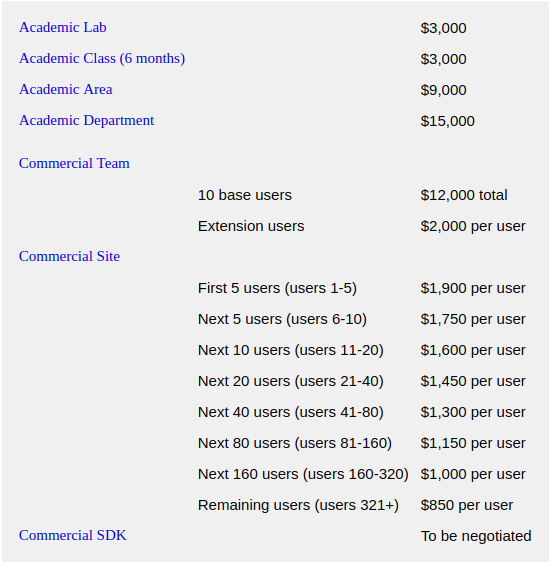 Academic Lab $3,000
Academic Class (6 months) $3,000
Academic Area $9,000
Academic Department $15,000
Commercial Team
10 base users $12,000 total
Extension users $2,000 per user
Commercial Site
First 5 users (users 1-5) $1,900 per user
Next 5 users (users 6-10) $1,750 per user
Next 10 users (users 11-20) $1,600 per user
Next 20 users (users 21-40) $1,450 per user
Next 40 users (users 41-80) $1,300 per user
Next 80 users (users 81-160) $1,150 per user
Next 160 users (users 160-320) $1,000 per user
Remaining users (users 321+) $850 per user
Commercial SDK To be negotiated